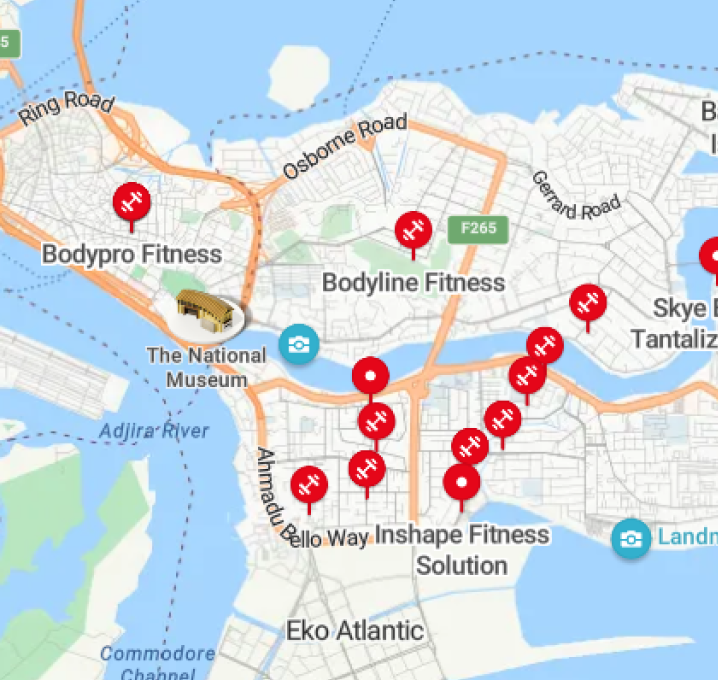 5
Ring Road
Osborne Road
B
I
Gerrard Road
F265
Bodypro Fitness
Bodyline Fitness
Skye B
Tantaliz
The National
Museum
Adjira River
Ahmadu Bello Way
Inshape Fitness
Solution
Landm
Eko Atlantic
Commodore
Channel